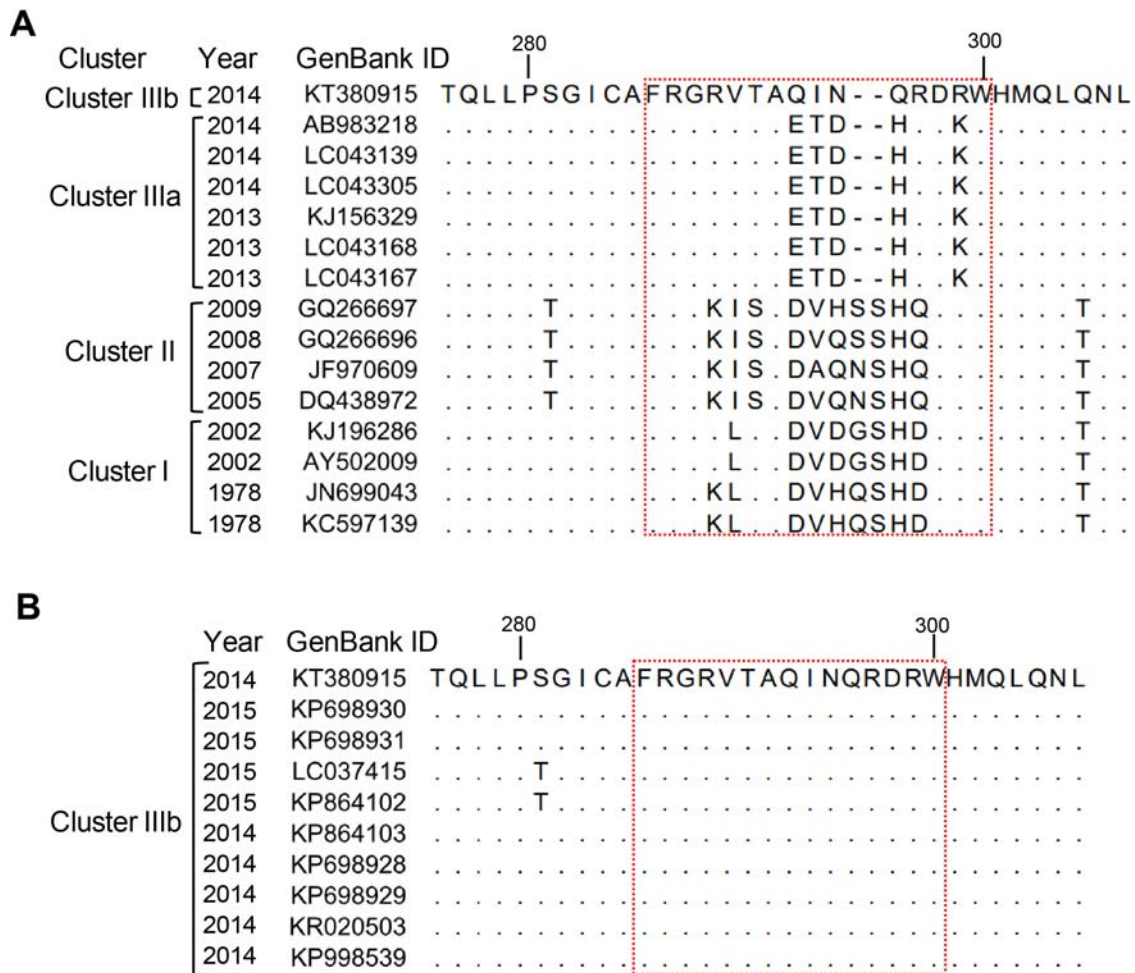 A
280 300
Cluster Year GenBank ID
Cluster IIIb 2014 KT380915 TQLLPSGICAFRGRVTAQIN--QRDRWHMQLQNL
2014 AB983218 .................ETD--H..K........
2014 LC043139 .................ETD--H..K........
2014 LC043305 .................ETD--H..K........
Cluster IIIa
2013 KJ156329 .................ETD--H..K........
2013 LC043168 .................ETD--H..K........
2013 LC043167 .................ETD--H..K........
2009 GQ266697 .....T.......KIS.DVHSSHQ.......T..
2008 GQ266696 .....T.......KIS.DVQSSHQ.......T..
Cluster II
2007 JF970609 .....T.......KIS.DAQNSHQ.......T..
2005 DQ438972 .....T.......KIS.DVQNSHQ.......T..
2002 KJ196286 ..............L..DVDGSHD.......T..
2002 AY502009 ..............L..DVDGSHD.......T..
Cluster I
1978 JN699043 .............KL..DVHQSHD.......T..
1978 KC597139 .............KL..DVHQSHD.......T..
B
280 300
Year GenBank ID
2014 KT380915 TQLLPSGICAFRGRVTAQINQRDRWHMQLQNL
2015 KP698930 ................................
2015 KP698931 ................................
2015 LC037415 .....T..........................
2015 KP864102 .....T..........................
Cluster IIIb
2014 KP864103 ................................
2014 KP698928 ................................
2014 KP698929 ................................
2014 KR020503 ................................
2014 KP998539 ................................